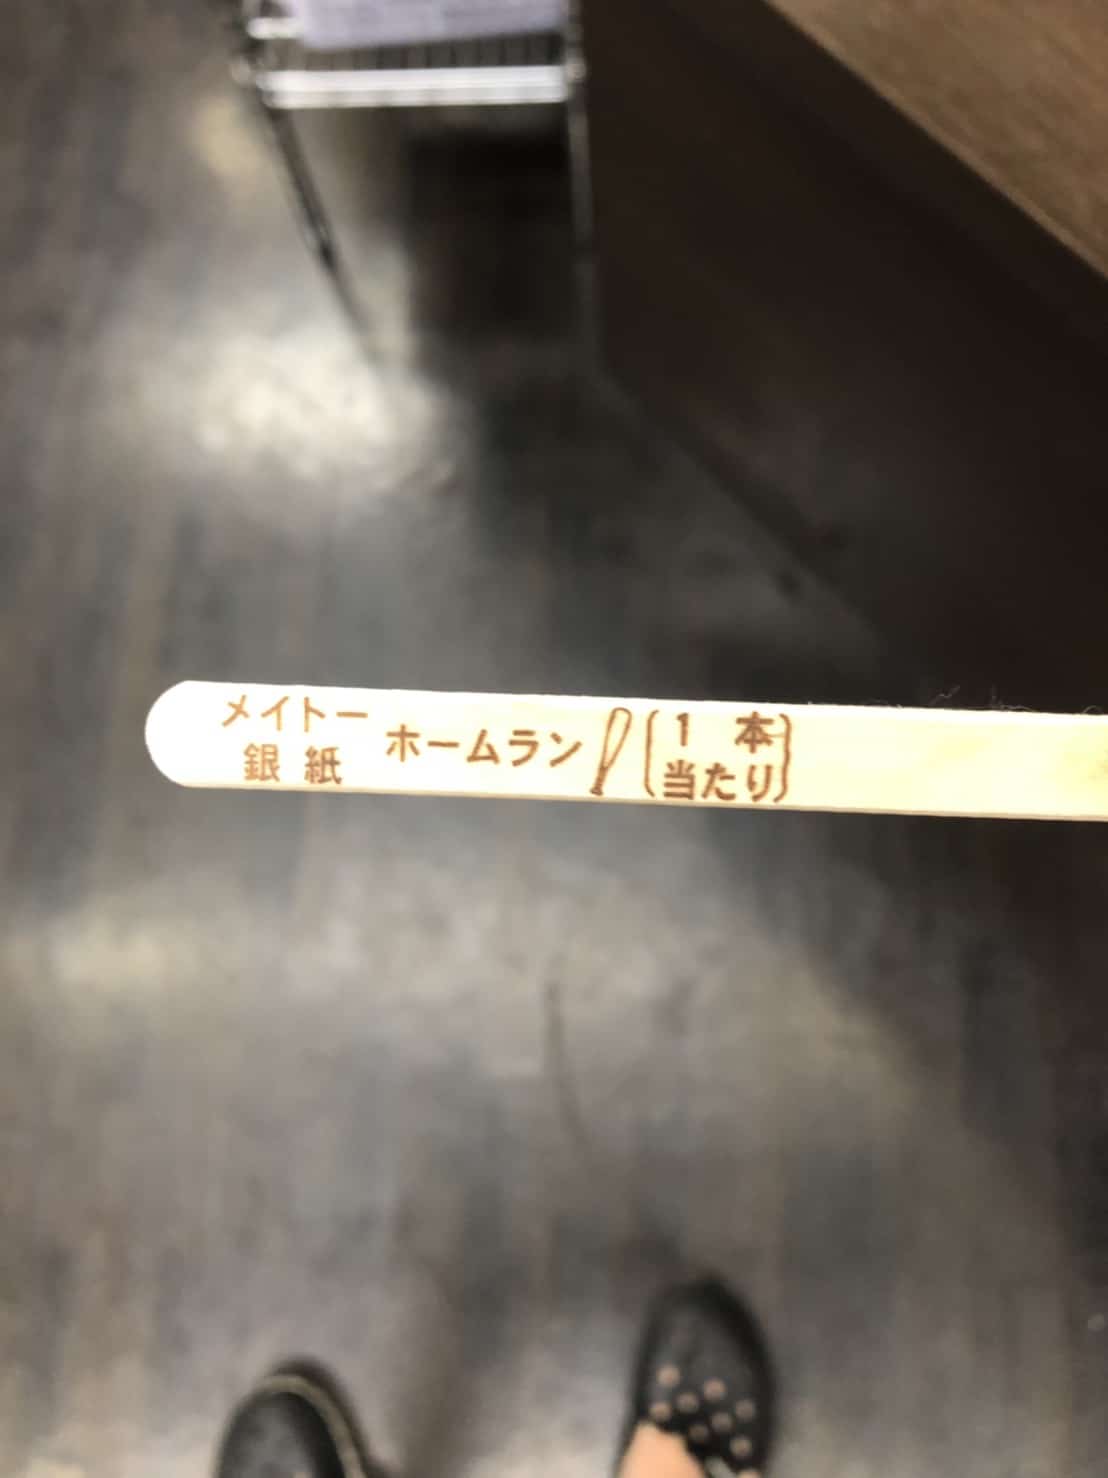 メイトー
銀紙
ホームラン
1本
当たり